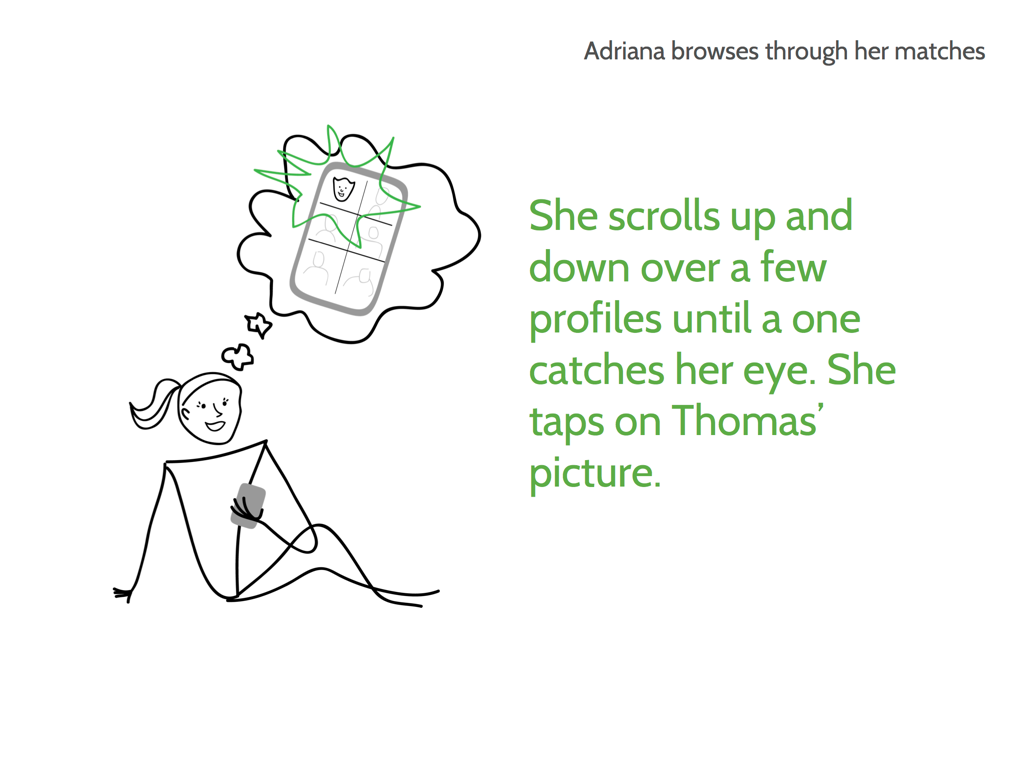 Adriana browses through her matches
She scrolls up and
down over a few
profiles until a one
catches her eye. She
taps on Thomas’
picture.